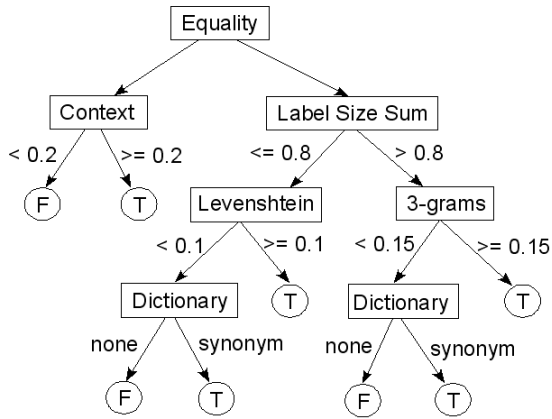 Equality
Context
Label Size Sum
< 0.2
>= 0.2
<= 0.8
> 0.8
F
T
Levenshtein
3-grams
< 0.1
>= 0.1
< 0.15
>= 0.15
Dictionary
T
Dictionary
T
none
synonym
none
synonym
F
T
F
T